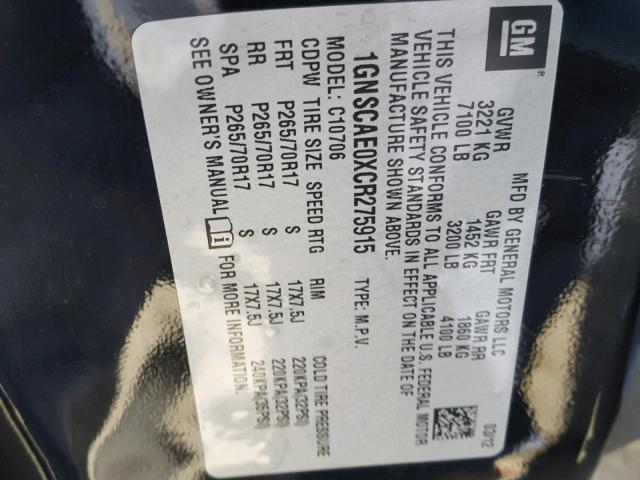 GM ®
MFD BY GENERAL MOTORS LLC 03/12
GVWR GAWR FRT GAWR RR
3221 KG 1452 KG 1860 KG
7100 LB 3200 LB 4100 LB
THIS VEHICLE CONFORMS TO ALL APPLICABLE U.S. FEDERAL MOTOR
VEHICLE SAFETY STANDARDS IN EFFECT ON THE DATE OF
MANUFACTURE SHOWN ABOVE.
1GNSCAE0XCR275915 TYPE: M.P.V.
MODEL: C10706
CDPW TIRE SIZE SPEED RTG RIM COLD TIRE PRESSURE
FRT P265/70R17 S 17X7.5J 220KPA(32PSI)
RR P265/70R17 S 17X7.5J 220KPA(32PSI)
SPA P265/70R17 S 17X7.5J 240KPA(35PSI)
SEE OWNER'S MANUAL i FOR MORE INFORMATION.